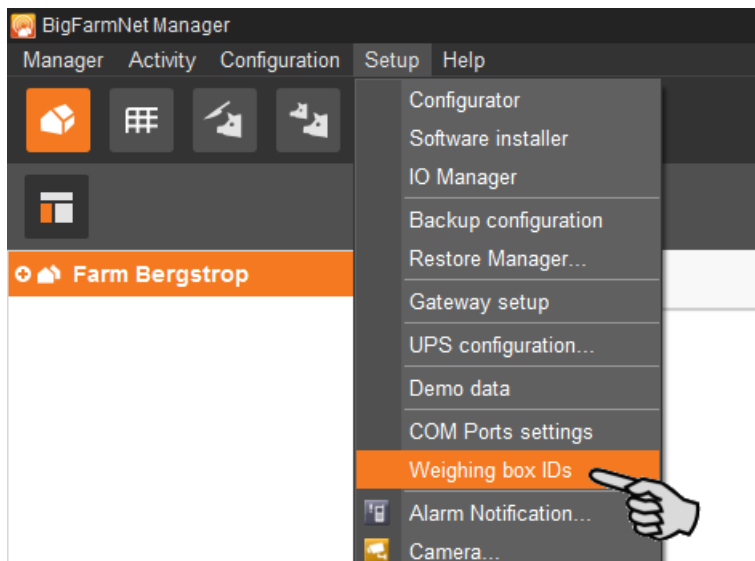 BigFarmNet Manager
Manager Activity Configuration Setup Help
Configurator
Software installer
IO Manager
Backup configuration
Restore Manager...
Gateway setup
UPS configuration...
Demo data
COM Ports settings
Weighing box IDs
Alarm Notification...
Camera...
Farm Bergstrop